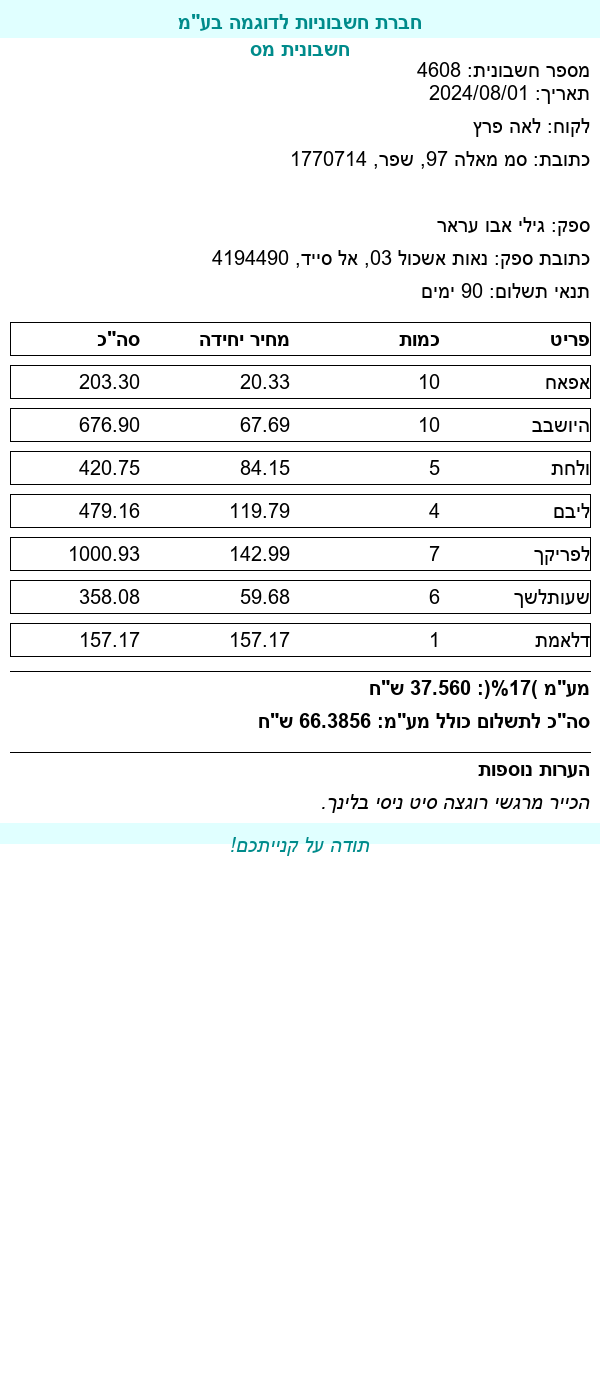 חברת חשבוניות לדוגמה בע"מ
חשבונית מס
מספר חשבונית: 4608
תאריך: 2024/08/01
לקוח: לאה פרץ
כתובת: סמ מאלה 97, שפר, 1770714
ספק: גילי אבו עראר
כתובת ספק: נאות אשכול 03, אל סייד, 4194490
תנאי תשלום: 90 ימים
פריט כמות מחיר יחידה סה"כ
אפאח 10 20.33 203.30
היושבב 10 67.69 676.90
ולחת 5 84.15 420.75
ליבם 4 119.79 479.16
לפריקך 7 142.99 1000.93
שעותלשך 6 59.68 358.08
דלאמת 1 157.17 157.17
מע"מ )17%(: 37.560 ש"ח
סה"כ לתשלום כולל מע"מ: 66.3856 ש"ח
הערות נוספות
הכייר מרגשי רוגצה סיט ניסי בלינך.
תודה על קנייתכם!